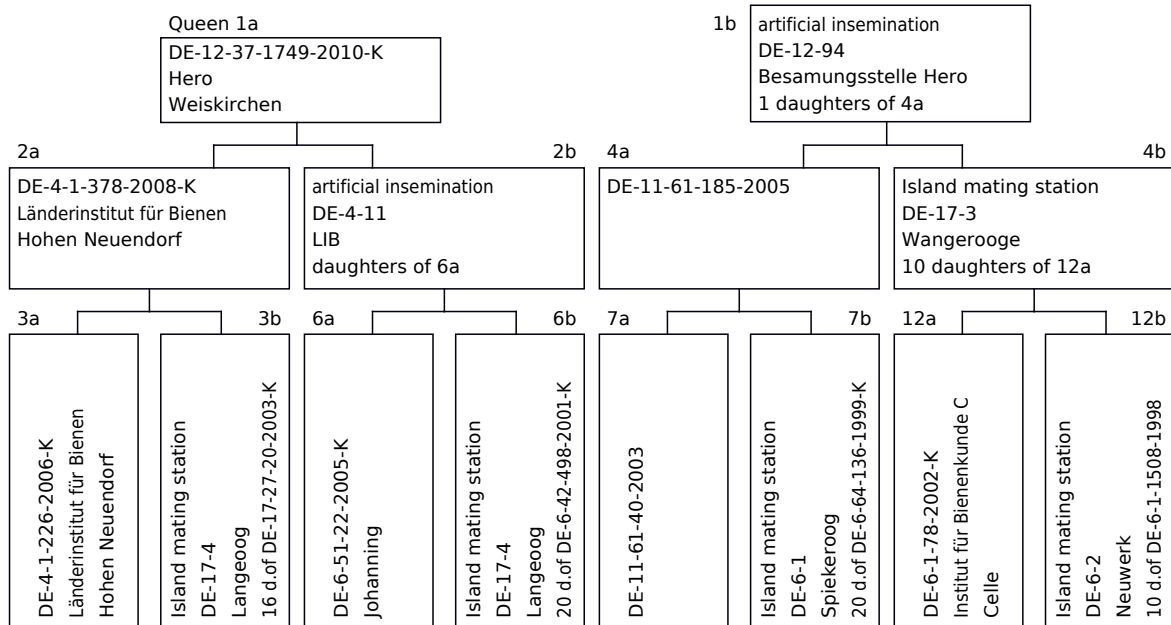 Queen 1a
DE-12-37-1749-2010-K
Hero
Weiskirchen
1b
artificial insemination
DE-12-94
Besamungsstelle Hero
1 daughters of 4a
2a
DE-4-1-378-2008-K
Länderinstitut für Bienen
Hohen Neuendorf
2b
artificial insemination
DE-4-11
LIB
daughters of 6a
4a
DE-11-61-185-2005
4b
Island mating station
DE-17-3
Wangerooge
10 daughters of 12a
3a
DE-4-1-226-2006-K
Länderinstitut für Bienen
Hohen Neuendorf
3b
Island mating station
DE-17-4
Langeoog
16 d.of DE-17-27-20-2003-K
6a
DE-6-51-22-2005-K
Johanning
6b
Island mating station
DE-17-4
Langeoog
20 d.of DE-6-42-498-2001-K
7a
DE-11-61-40-2003
7b
Island mating station
DE-6-1
Spiekeroog
20 d.of DE-6-64-136-1999-K
12a
DE-6-1-78-2002-K
Institut für Bienenkunde C
Celle
12b
Island mating station
DE-6-2
Neuwerk
10 d.of DE-6-1-1508-1998